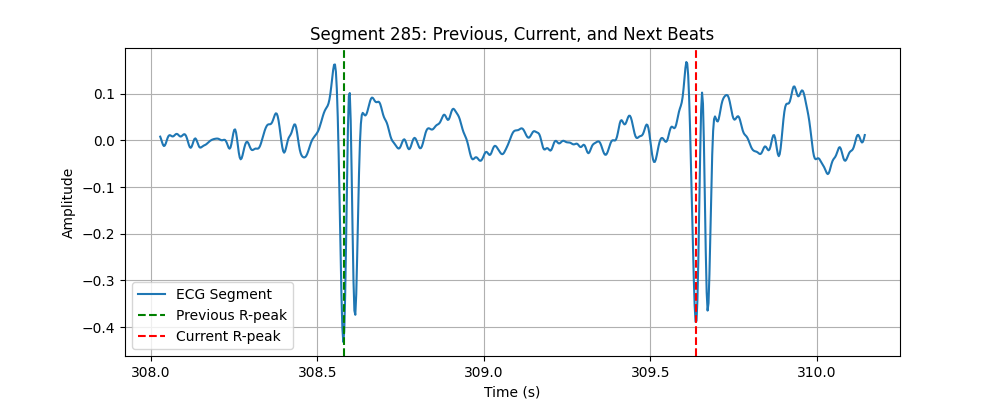 Segment 285: Previous, Current, and Next Beats
Amplitude
0.1
0.0
−0.1
−0.2
−0.3
−0.4
ECG Segment
Previous R-peak
Current R-peak
308.0 308.5 309.0 309.5 310.0
Time (s)